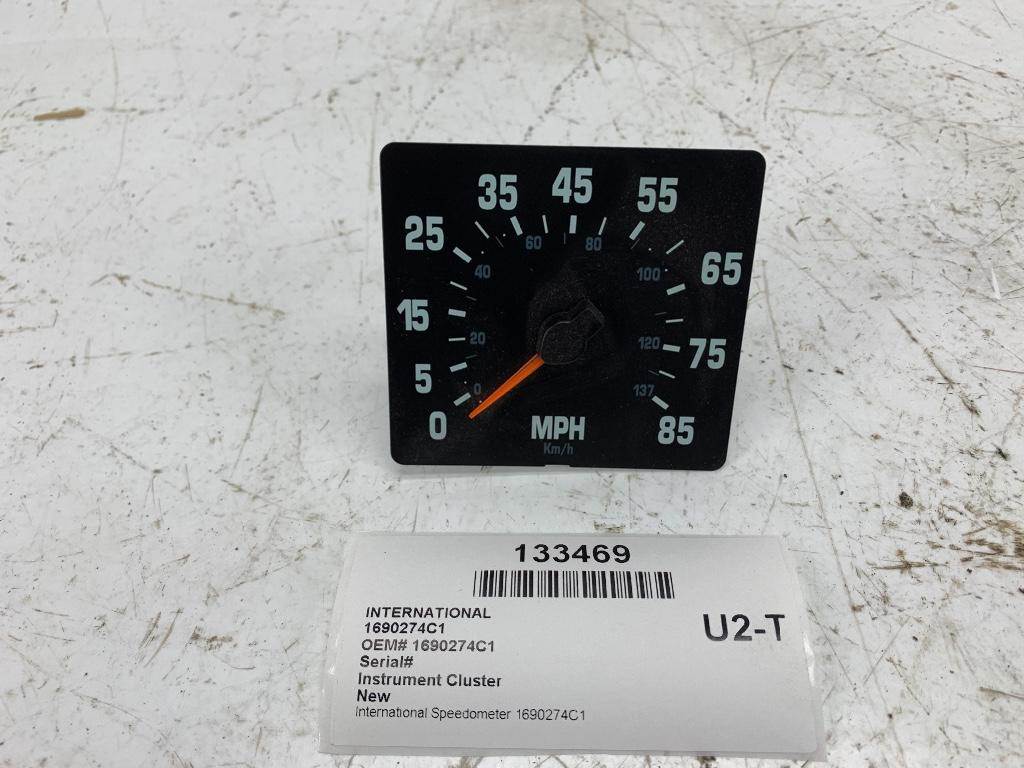 35 45 55
25 60 80 65
40 100
15 20 120 75
5 0 137
0 MPH 85
Km/h
133469
INTERNATIONAL
1690274C1
U2-T
OEM# 1690274C1
Serial#
Instrument Cluster
New
International Speedometer 1690274C1